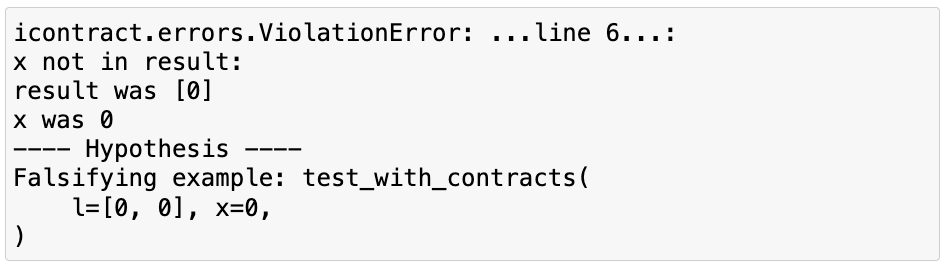 icontract.errors.ViolationError: ...line 6...:
x not in result:
result was [0]
x was 0
---- Hypothesis ----
Falsifying example: test_with_contracts(
    l=[0, 0], x=0,
)